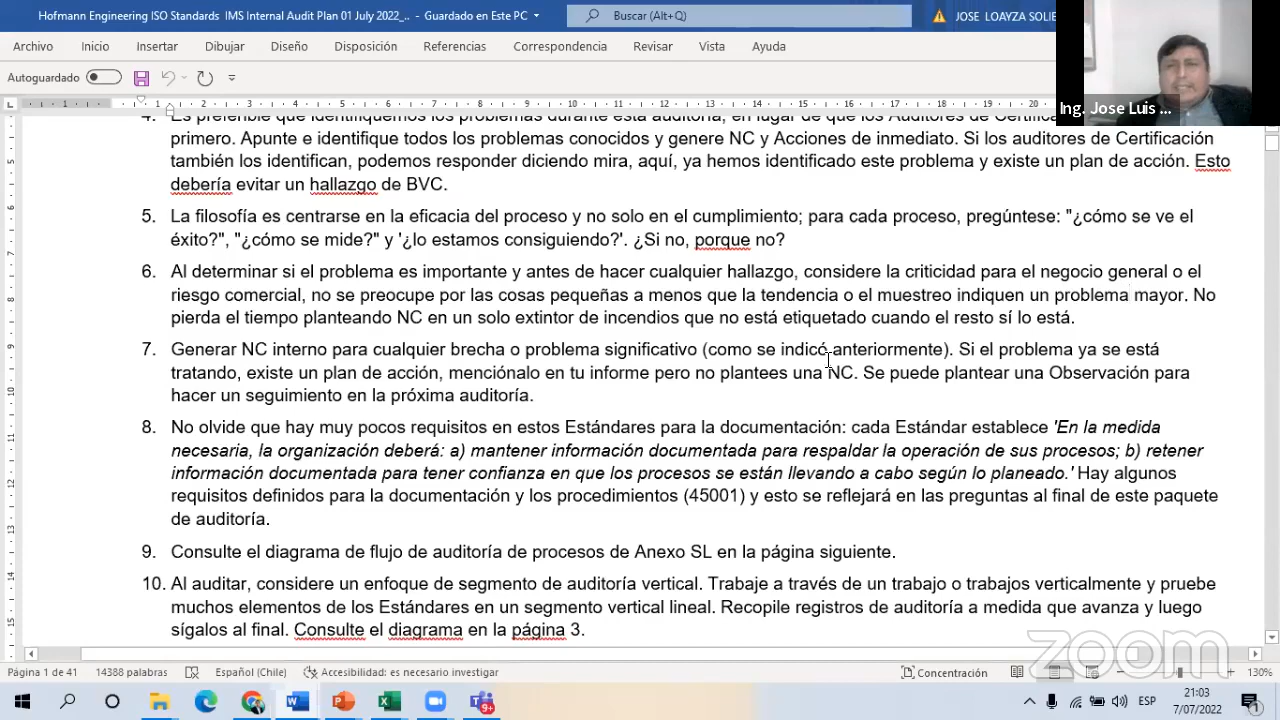 Hofmann Engineering ISO Standards IMS Internal Audit Plan 01 July 2022_.. - Guardado en Este PC
Buscar (Alt+Q)
JOSE LOAYZA SOLIE
Archivo Inicio Insertar Dibujar Diseño Disposición Referencias Correspondencia Revisar Vista Ayuda
Autoguardado
Ing. Jose Luis ...
4. Es preferible que identifiquemos los problemas durante esta auditoría, en lugar de que los Auditores de
primero. Apunte e identifique todos los problemas conocidos y genere NC y Acciones de inmediato. Si los auditores de Certificación
también los identifican, podemos responder diciendo mira, aquí, ya hemos identificado este problema y existe un plan de acción. Esto
debería evitar un hallazgo de BVC.
5. La filosofía es centrarse en la eficacia del proceso y no solo en el cumplimiento; para cada proceso, pregúntese: "¿cómo se ve el
éxito?", "¿cómo se mide?" y '¿lo estamos consiguiendo?'. ¿Si no, porque no?
6. Al determinar si el problema es importante y antes de hacer cualquier hallazgo, considere la criticidad para el negocio general o el
riesgo comercial, no se preocupe por las cosas pequeñas a menos que la tendencia o el muestreo indiquen un problema mayor. No
pierda el tiempo planteando NC en un solo extintor de incendios que no está etiquetado cuando el resto sí lo está.
7. Generar NC interno para cualquier brecha o problema significativo (como se indicó anteriormente). Si el problema ya se está
tratando, existe un plan de acción, menciónalo en tu informe pero no plantees una NC. Se puede plantear una Observación para
hacer un seguimiento en la próxima auditoría.
8. No olvide que hay muy pocos requisitos en estos Estándares para la documentación: cada Estándar establece 'En la medida
necesaria, la organización deberá: a) mantener información documentada para respaldar la operación de sus procesos; b) retener
información documentada para tener confianza en que los procesos se están llevando a cabo según lo planeado.' Hay algunos
requisitos definidos para la documentación y los procedimientos (45001) y esto se reflejará en las preguntas al final de este paquete
de auditoría.
9. Consulte el diagrama de flujo de auditoría de procesos de Anexo SL en la página siguiente.
10. Al auditar, considere un enfoque de segmento de auditoría vertical. Trabaje a través de un trabajo o trabajos verticalmente y pruebe
muchos elementos de los Estándares en un segmento vertical lineal. Recopile registros de auditoría a medida que avanza y luego
sígalos al final. Consulte el diagrama en la página 3.
zoom
Página 1 de 41 14388 palabras Español (Chile) Accesibilidad: es necesario investigar Concentración 130%
ESP 21:03
7/07/2022